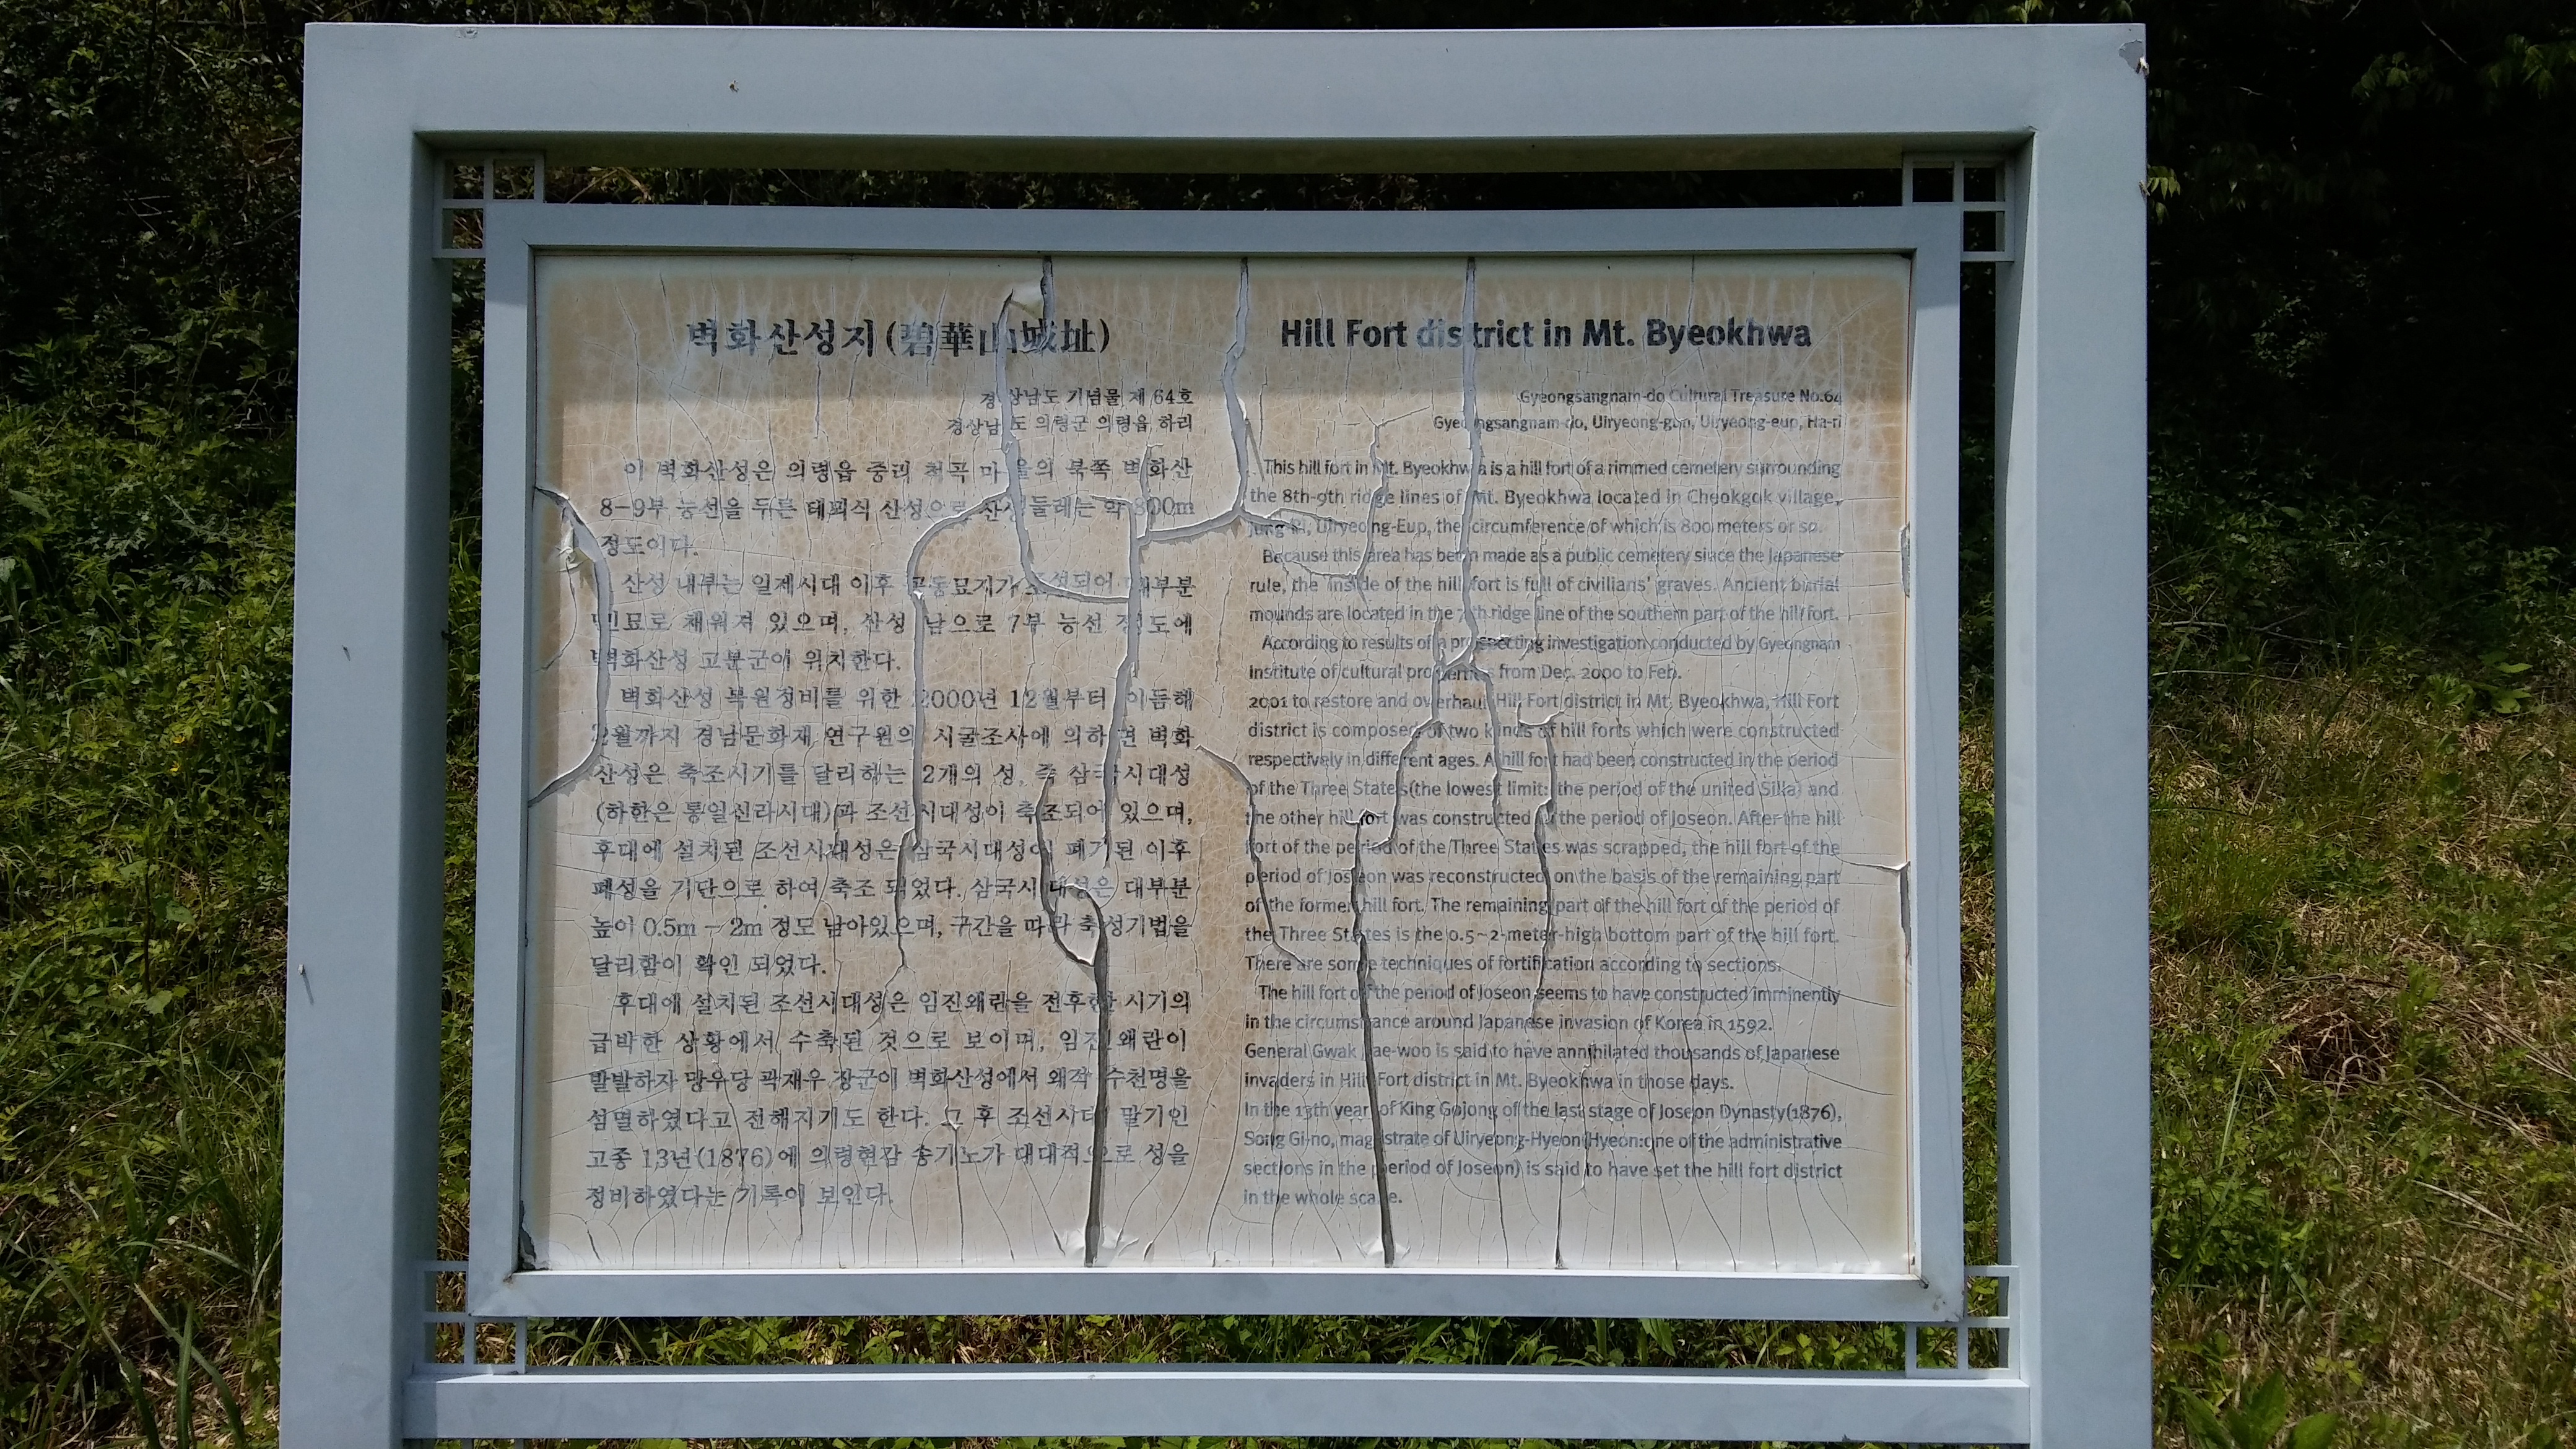 벽화산성지(碧華山城址)
경상남도 기념물 제 64호
경상남도 의령군 의령읍 하리
이 벽화산성은 의령읍 중리 척곡 마을의 북쪽 벽화산
8-9부 능선을 두른 테뫼식 산성으로 산성둘레는 약 800m
정도이다.
산성 내부는 일제시대 이후 공동묘지가 조성되어 대부분
민묘로 채워져 있으며, 산성 남으로 7부 능선 정도에
벽화산성 고분군이 위치한다.
벽화산성 복원정비를 위한 2000년 12월부터 이듬해
2월까지 경남문화재 연구원의 시굴조사에 의하면 벽화
산성은 축조시기를 달리하는 2개의 성, 즉 삼국시대성
(하한은 통일신라시대)과 조선시대성이 축조되어 있으며,
후대에 설치된 조선시대성은 삼국시대성이 폐기된 이후
폐성을 기단으로 하여 축조 되었다. 삼국시대성은 대부분
높이 0.5m - 2m 정도 남아있으며, 구간을 따라 축성기법을
달리함이 확인 되었다.
후대에 설치된 조선시대성은 임진왜란을 전후한 시기의
급박한 상황에서 수축된 것으로 보이며, 임진왜란이
발발하자 망우당 곽재우 장군이 벽화산성에서 왜적 수천명을
섬멸하였다고 전해지기도 한다. 그 후 조선시대 말기인
고종 13년(1876)에 의령현감 송기노가 대대적으로 성을
정비하였다는 기록이 보인다.
Hill Fort district in Mt. Byeokhwa
Gyeongsangnam-do Cultural Treasure No.64
Gyeongsangnam-do, Uiryeong-gun, Uiryeong-eup, Ha-ri
This hill fort in Mt. Byeokhwa is a hill fort of a rimmed cemetery surrounding
the 8th-9th ridge lines of Mt. Byeokhwa located in Cheokgok village,
Jung Ri, Uiryeong-Eup, the circumference of which is 800 meters or so.
Because this area has been made as a public cemetery since the Japanese
rule, the inside of the hill fort is full of civilians' graves. Ancient burial
mounds are located in the 7th ridge line of the southern part of the hill fort.
According to results of a prospecting investigation conducted by Gyeongnam
Institute of cultural properties from Dec. 2000 to Feb.
2001 to restore and overhaul Hill Fort district in Mt. Byeokhwa, Hill Fort
district is composed of two kinds of hill forts which were constructed
respectively in different ages. A hill fort had been constructed in the period
of the Three States(the lowest limit: the period of the united Silla) and
the other hill fort was constructed in the period of Joseon. After the hill
fort of the period of the Three States was scrapped, the hill fort of the
period of Joseon was reconstructed on the basis of the remaining part
of the former hill fort. The remaining part of the hill fort of the period of
the Three States is the 0.5~2-meter-high bottom part of the hill fort.
There are some techniques of fortification according to sections.
The hill fort of the period of Joseon seems to have constructed imminently
in the circumstance around Japanese invasion of Korea in 1592.
General Gwak Jae-woo is said to have annihilated thousands of Japanese
invaders in Hill Fort district in Mt. Byeokhwa in those days.
In the 13th year of King Gojong of the last stage of Joseon Dynasty(1876),
Song Gi-no, magistrate of Uiryeong-Hyeon(Hyeon:one of the administrative
sections in the period of Joseon) is said to have set the hill fort district
in the whole scale.